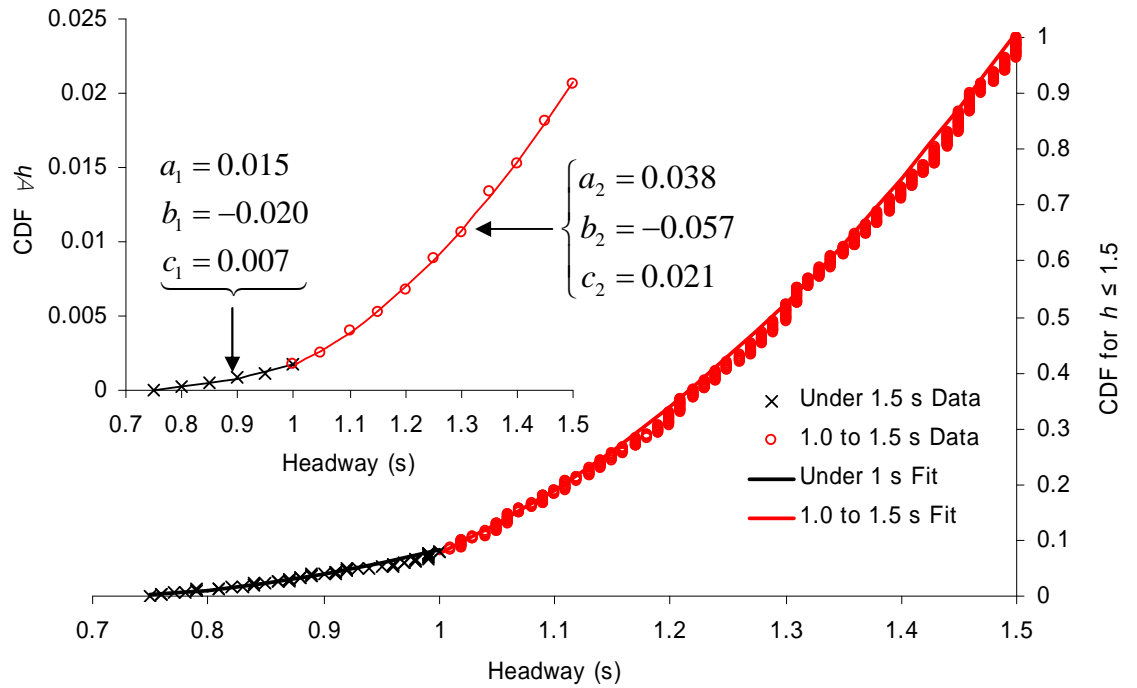 0.025
0.02
0.015
0.01
0.005
0
CDF ∀h
0.7 0.8 0.9 1.0 1.1 1.2 1.3 1.4 1.5
Headway (s)
a₁ = 0.015
b₁ = −0.020
c₁ = 0.007
a₂ = 0.038
b₂ = −0.057
c₂ = 0.021
1
0.9
0.8
0.7
0.6
0.5
0.4
0.3
0.2
0.1
0
CDF for h ≤ 1.5
Under 1.5 s Data
1.0 to 1.5 s Data
Under 1 s Fit
1.0 to 1.5 s Fit
0.7 0.8 0.9 1 1.1 1.2 1.3 1.4 1.5
Headway (s)